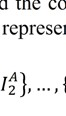 the co
represen
I₂ᴬ}, ..., {